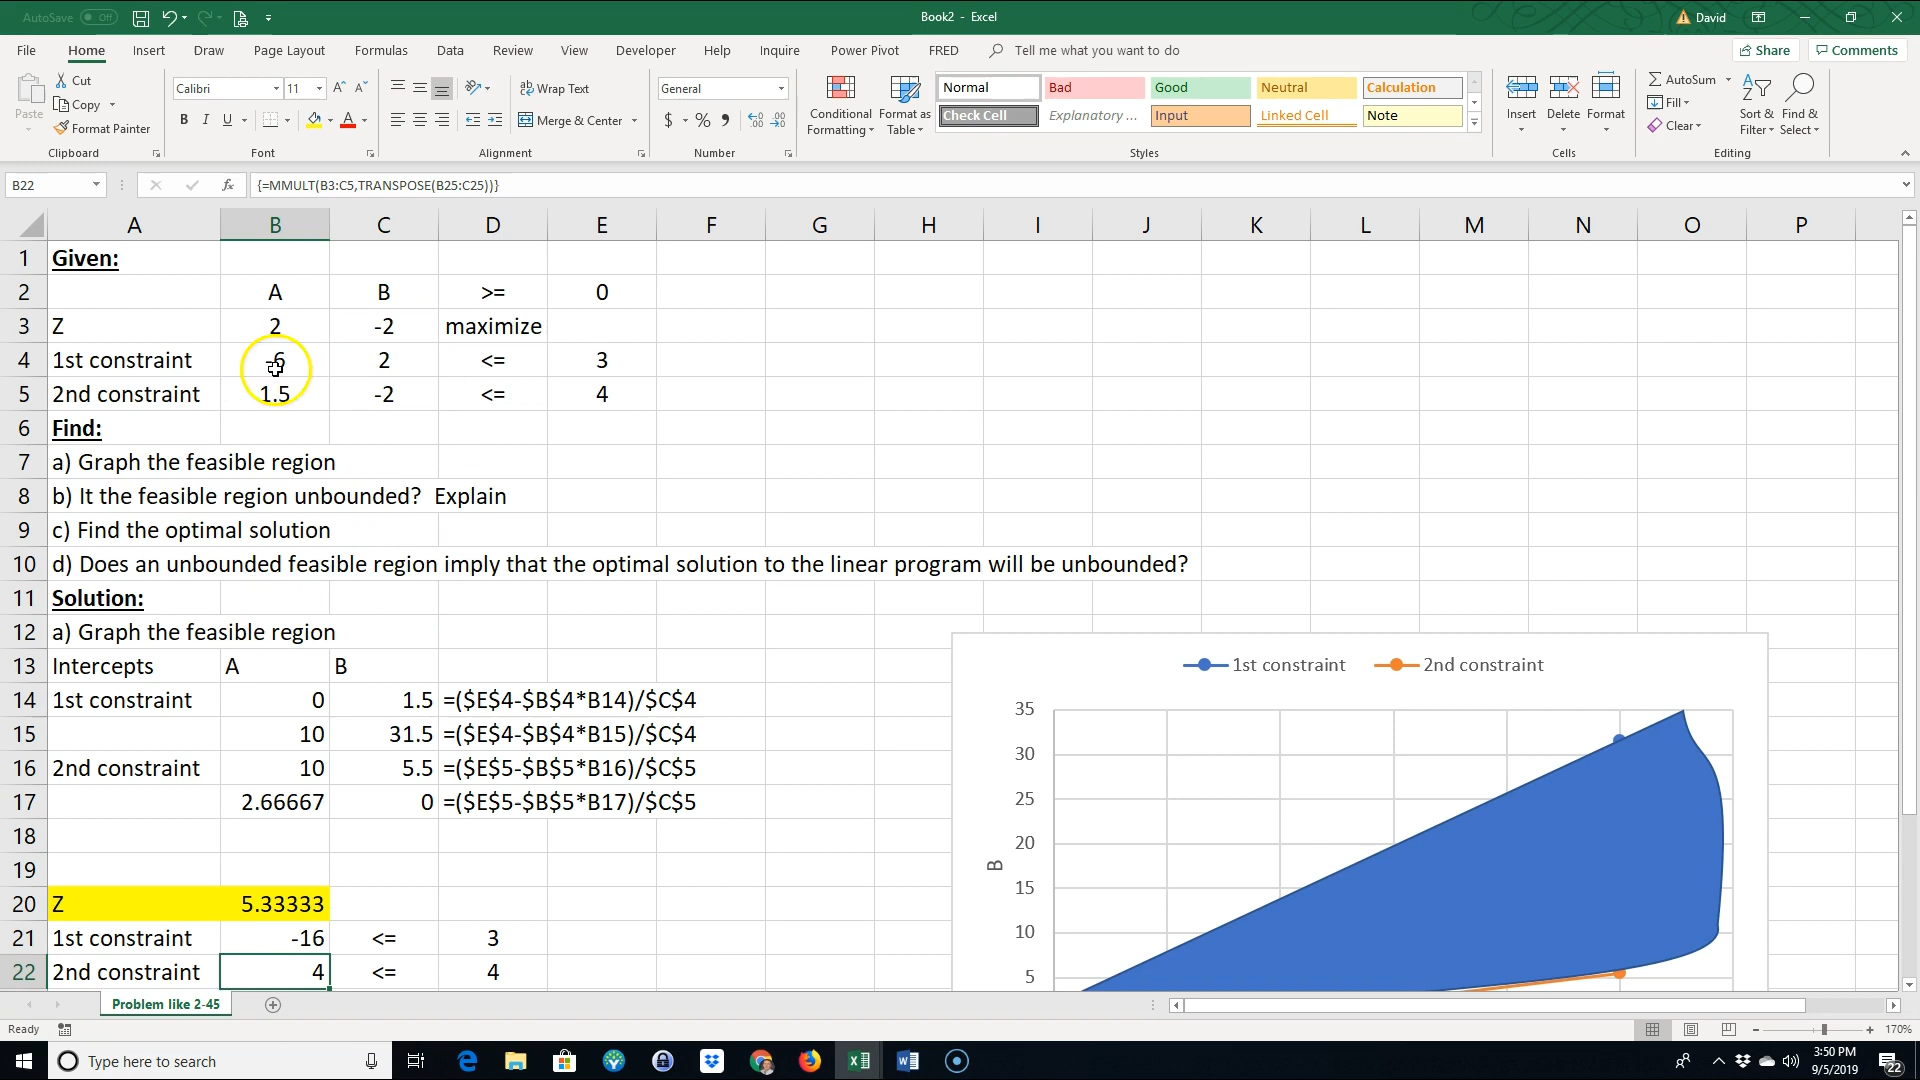 AutoSave Off
Book2 - Excel
David
File Home Insert Draw Page Layout Formulas Data Review View Developer Help Inquire Power Pivot FRED Tell me what you want to do Share Comments
Paste Cut Copy Format Painter Clipboard
Calibri 11 A A B I U A Font
ab Wrap Text Merge & Center Alignment
General $ % Number
Conditional Formatting Format as Table
Normal Bad Good Neutral Calculation
Check Cell Explanatory ... Input Linked Cell Note
Styles
Insert Delete Format Cells
AutoSum Fill Clear Sort & Filter Find & Select Editing
B22 fx {=MMULT(B3:C5,TRANSPOSE(B25:C25))}
A B C D E F G H I J K L M N O P
1 Given:
2 A B >= 0
3 Z 2 -2 maximize
4 1st constraint -6 2 <= 3
5 2nd constraint 1.5 -2 <= 4
6 Find:
7 a) Graph the feasible region
8 b) It the feasible region unbounded? Explain
9 c) Find the optimal solution
10 d) Does an unbounded feasible region imply that the optimal solution to the linear program will be unbounded?
11 Solution:
12 a) Graph the feasible region
13 Intercepts A B
14 1st constraint 0 1.5 =($E$4-$B$4*B14)/$C$4
15 10 31.5 =($E$4-$B$4*B15)/$C$4
16 2nd constraint 10 5.5 =($E$5-$B$5*B16)/$C$5
17 2.66667 0 =($E$5-$B$5*B17)/$C$5
18
19
20 Z 5.33333
21 1st constraint -16 <= 3
22 2nd constraint 4 <= 4
1st constraint 2nd constraint
35
30
25
20
B
15
10
5
Problem like 2-45
Ready
170%
Type here to search
3:50 PM
9/5/2019
22